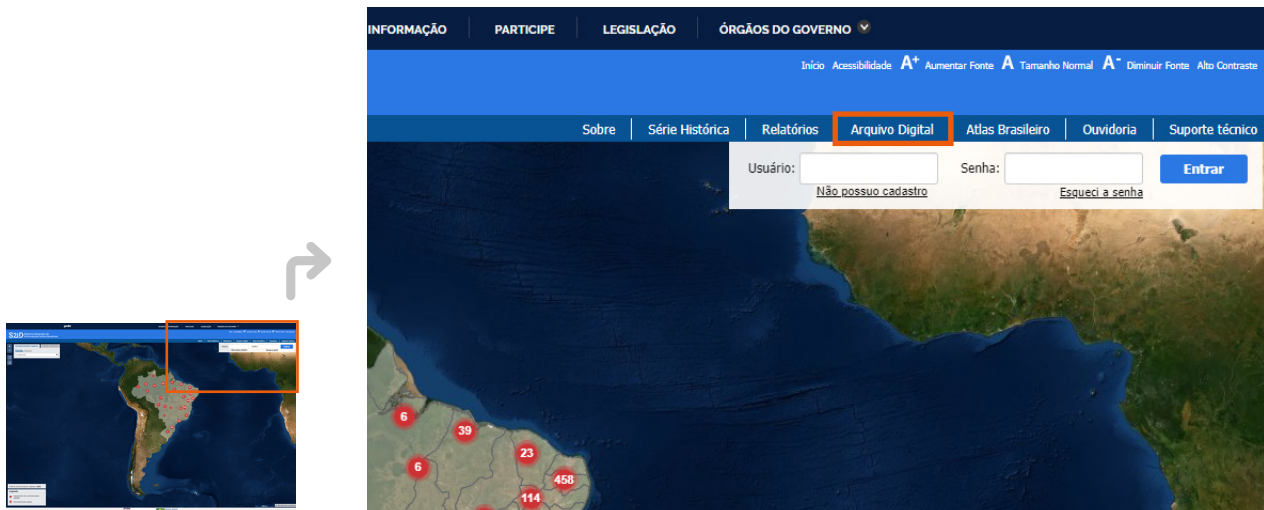 INFORMAÇÃO PARTICIPE LEGISLAÇÃO ÓRGÃOS DO GOVERNO
Início Acessibilidade A+ Aumentar Fonte A Tamanho Normal A- Diminuir Fonte Alto Contraste
Sobre Série Histórica Relatórios Arquivo Digital Atlas Brasileiro Ouvidoria Suporte técnico
Usuário: Senha: Entrar
Não possuo cadastro Esqueci a senha
6
39
23
6
458
114
S2iD